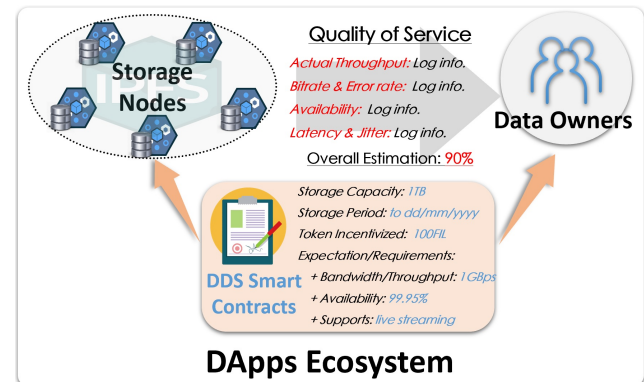 IPFS
Storage
Nodes
Quality of Service
Actual Throughput: Log info.
Bitrate & Error rate: Log info.
Availability: Log info.
Latency & Jitter: Log info.
Overall Estimation: 90%
Data Owners
DDS Smart
Contracts
Storage Capacity: 1TB
Storage Period: to dd/mm/yyyy
Token Incentivized: 100FIL
Expectation/Requirements:
+ Bandwidth/Throughput: 1GBps
+ Availability: 99.95%
+ Supports: live streaming
DApps Ecosystem